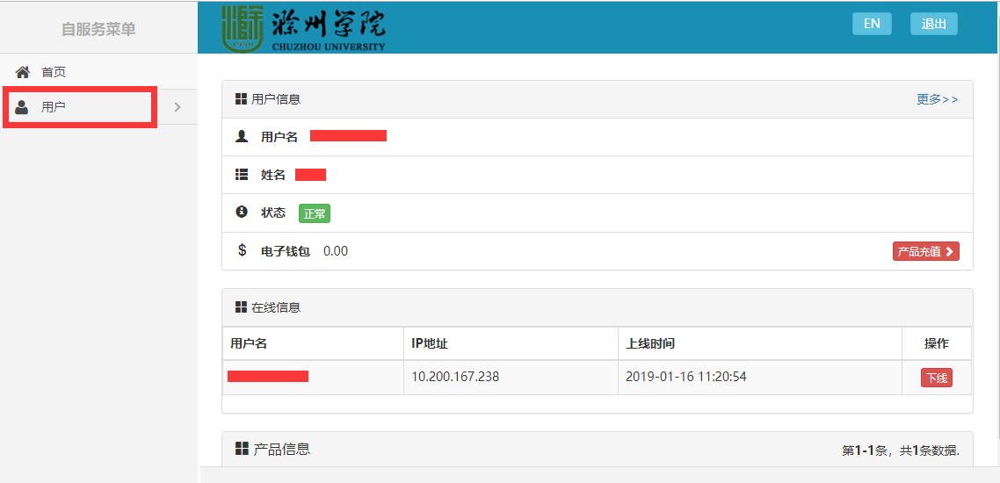 自服务菜单
滁州学院
CHUZHOU UNIVERSITY
EN
退出
首页
用户
用户信息
更多>>
用户名
姓名
状态 正常
电子钱包 0.00
产品充值
在线信息
用户名 IP地址 上线时间 操作
10.200.167.238 2019-01-16 11:20:54 下线
产品信息
第1-1条，共1条数据.